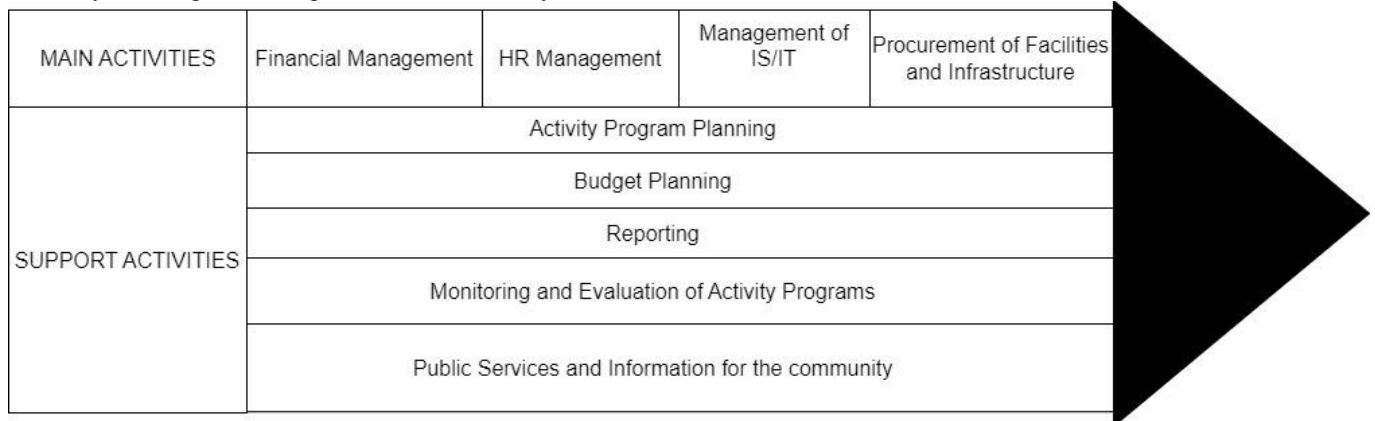 MAIN ACTIVITIES
Financial Management
HR Management
Management of
IS/IT
Procurement of Facilities
and Infrastructure
SUPPORT ACTIVITIES
Activity Program Planning
Budget Planning
Reporting
Monitoring and Evaluation of Activity Programs
Public Services and Information for the community